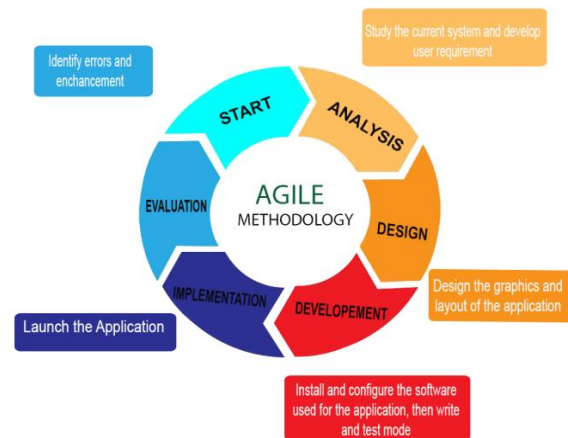 Identify errors and
enchancement
Study the current system and develop
user requirement
START
ANALYSIS
EVALUATION
AGILE
METHODOLOGY
DESIGN
IMPLEMENTATION
DEVELOPEMENT
Design the graphics and
layout of the application
Launch the Application
Install and configure the software
used for the application, then write
and test mode